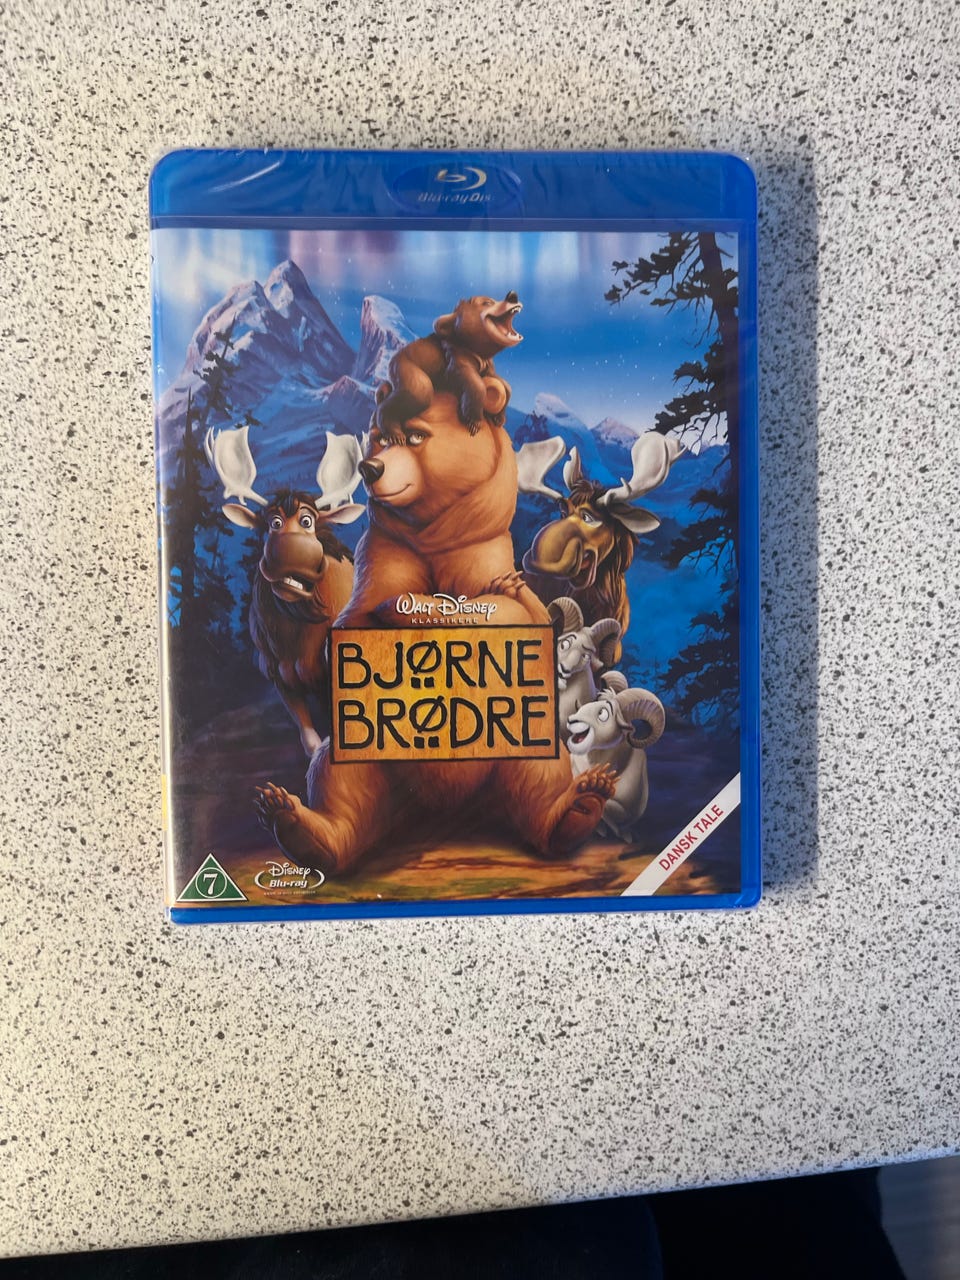 Blu-ray Disc
WALT DISNEY
KLASSIKERE
BJØRNE
BRØDRE
DANSK TALE
7
DISNEY
Blu-ray